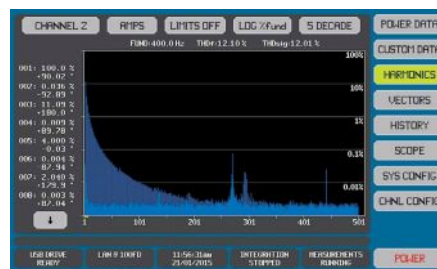 CHANNEL Z AMPS LIMITS OFF LOG %fund 5 DECADE POWER DATA
FUND:400.0 Hz THDr:12.10 % THDsig:12.01 %
CUSTOM DATA
HARMONICS
VECTORS
HISTORY
SCOPE
SYS CONFIG
CHNL CONFIG
POWER
100%
10%
1%
0.1%
0.01%
001: 100.0 %
+90.02 °
002: 0.036 %
-92.89 °
003: 11.09 %
+180.0 °
004: 0.009 %
+89.78 °
005: 4.000 %
-0.03 °
006: 0.004 %
+87.94 °
007: 2.040 %
+179.9 °
008: 0.003 %
+87.04 °
1 101 201 301 401 501
USB DRIVE READY
LAN @ 100FD
11:56:31am 21/01/2015
INTEGRATION STOPPED
MEASUREMENTS RUNNING